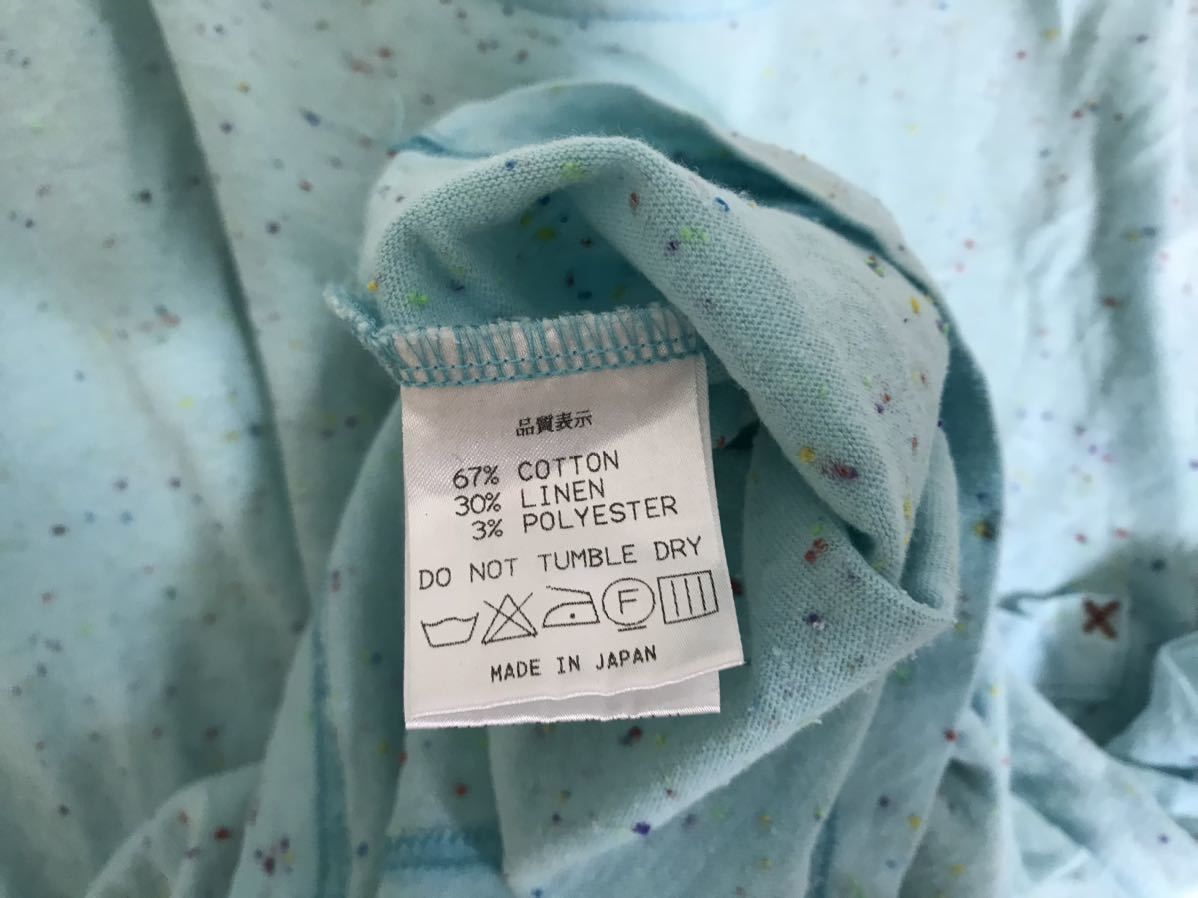 品質表示
67% COTTON
30% LINEN
3% POLYESTER
DO NOT TUMBLE DRY
F
MADE IN JAPAN